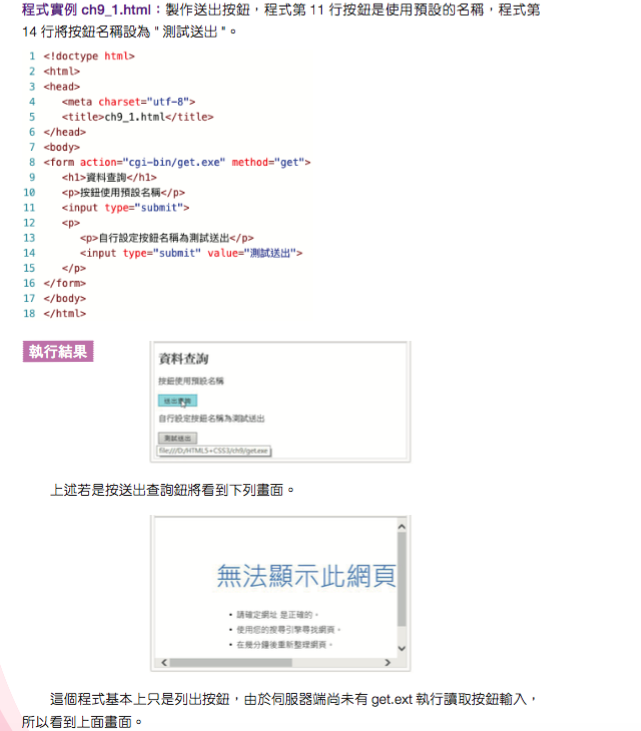 程式實例 ch9_1.html：製作送出按鈕，程式第 11 行按鈕是使用預設的名稱，程式第
14 行將按鈕名稱設為 " 測試送出 "。
1 <!doctype html>
2 <html>
3 <head>
4 <meta charset="utf-8">
5 <title>ch9_1.html</title>
6 </head>
7 <body>
8 <form action="cgi-bin/get.exe" method="get">
9 <h1>資料查詢</h1>
10 <p>按鈕使用預設名稱</p>
11 <input type="submit">
12 <p>
13 <p>自行設定按鈕名稱為測試送出</p>
14 <input type="submit" value="測試送出">
15 </p>
16 </form>
17 </body>
18 </html>
執行結果
資料查詢
按鈕使用預設名稱
送出查詢
自行設定按鈕名稱為測試送出
測試送出
file:///D:/HTML5+CSS3/ch9/get.exe
上述若是按送出查詢鈕將看到下列畫面。
無法顯示此網頁
• 請確定網址 是正確的。
• 使用您的搜尋引擎尋找網頁。
• 在幾分鐘後重新整理網頁。
這個程式基本上只是列出按鈕，由於伺服器端尚未有 get.ext 執行讀取按鈕輸入，
所以看到上面畫面。